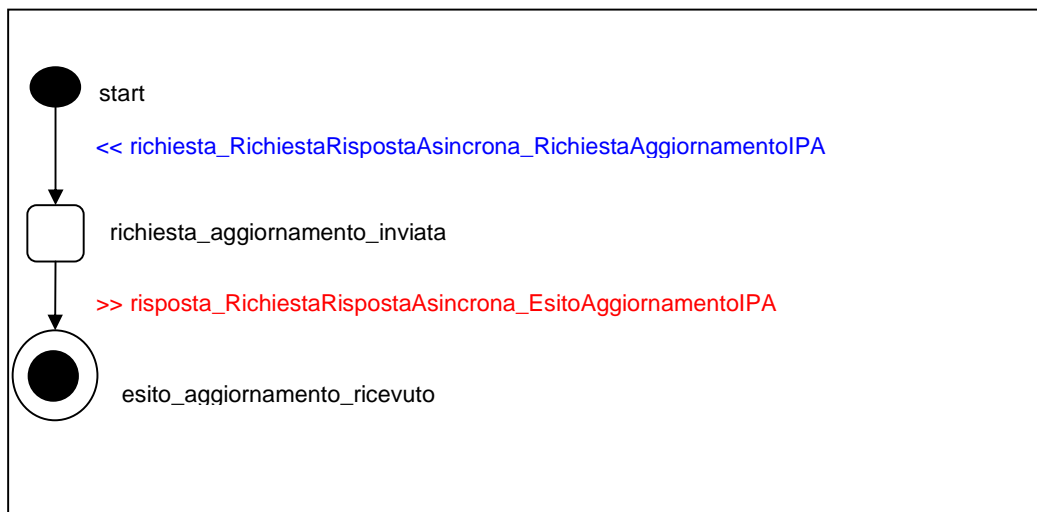 start
<< richiesta_RichiestaRispostaAsincrona_RichiestaAggiornamentoIPA
richiesta_aggiornamento_inviata
>> risposta_RichiestaRispostaAsincrona_EsitoAggiornamentoIPA
esito_aggiornamento_ricevuto